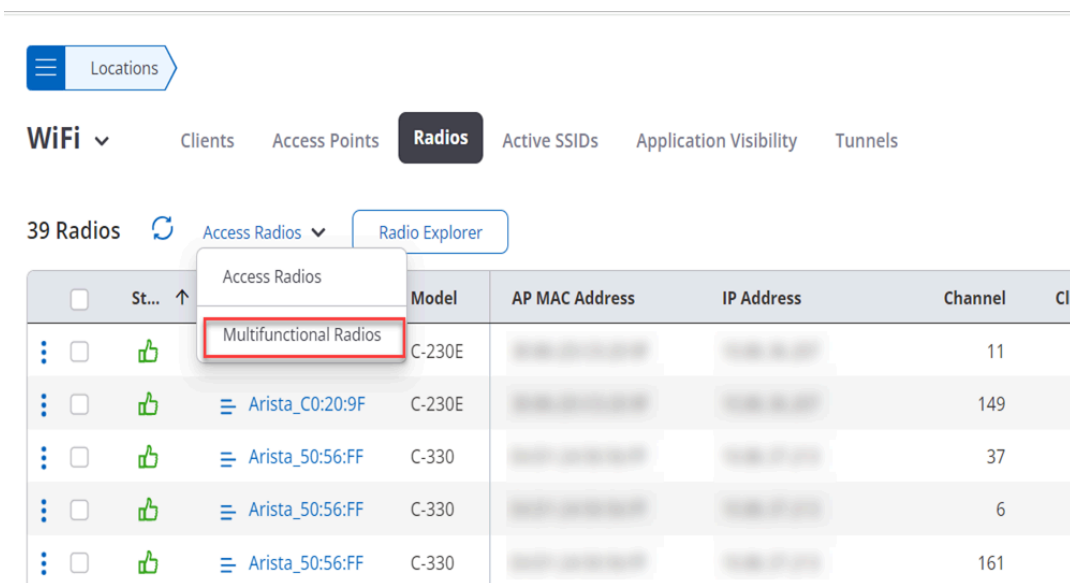 Locations
WiFi Clients Access Points Radios Active SSIDs Application Visibility Tunnels
39 Radios Access Radios Radio Explorer
Access Radios
St... Model AP MAC Address IP Address Channel Cl
Multifunctional Radios
C-230E 11
Arista_C0:20:9F C-230E 149
Arista_50:56:FF C-330 37
Arista_50:56:FF C-330 6
Arista_50:56:FF C-330 161